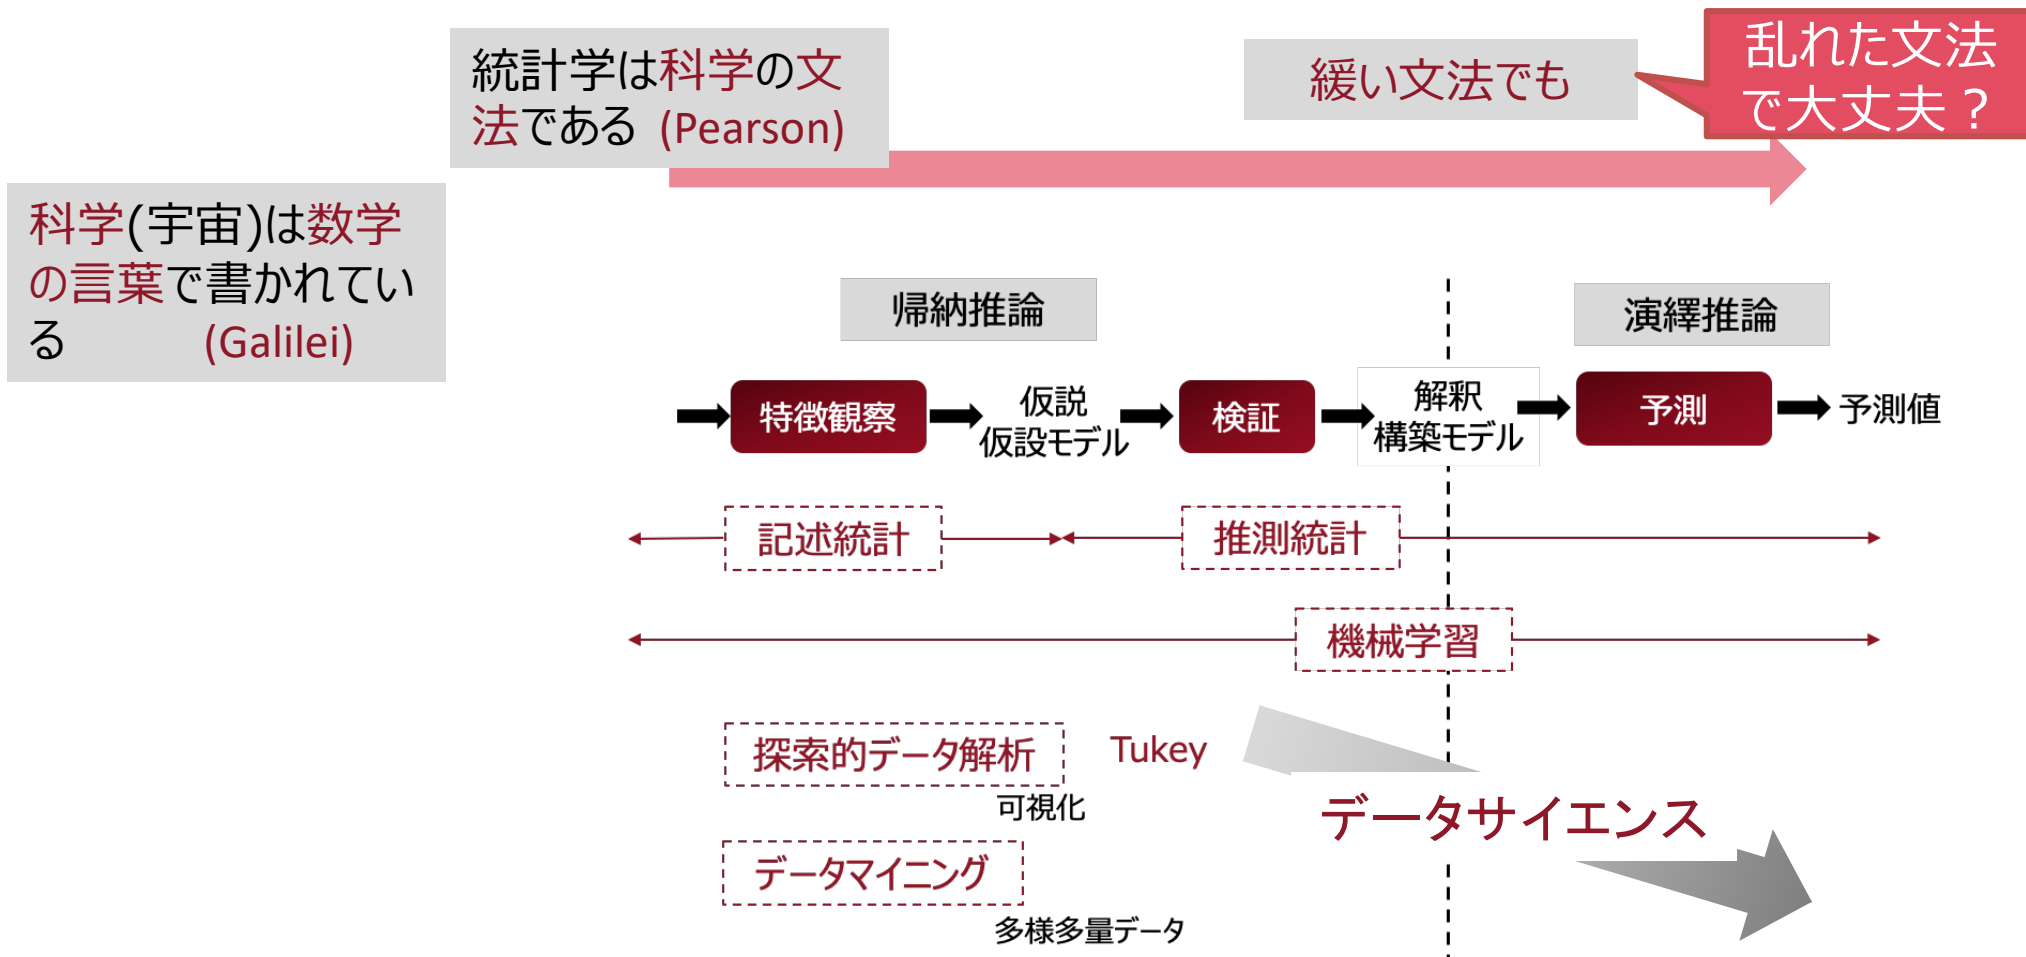 統計学は科学の文
法である (Pearson)
緩い文法でも
乱れた文法
で大丈夫？
科学(宇宙)は数学
の言葉で書かれてい
る (Galilei)
帰納推論
演繹推論
特徴観察
仮説
仮設モデル
検証
解釈
構築モデル
予測
予測値
記述統計
推測統計
機械学習
探索的データ解析
Tukey
可視化
データサイエンス
データマイニング
多様多量データ